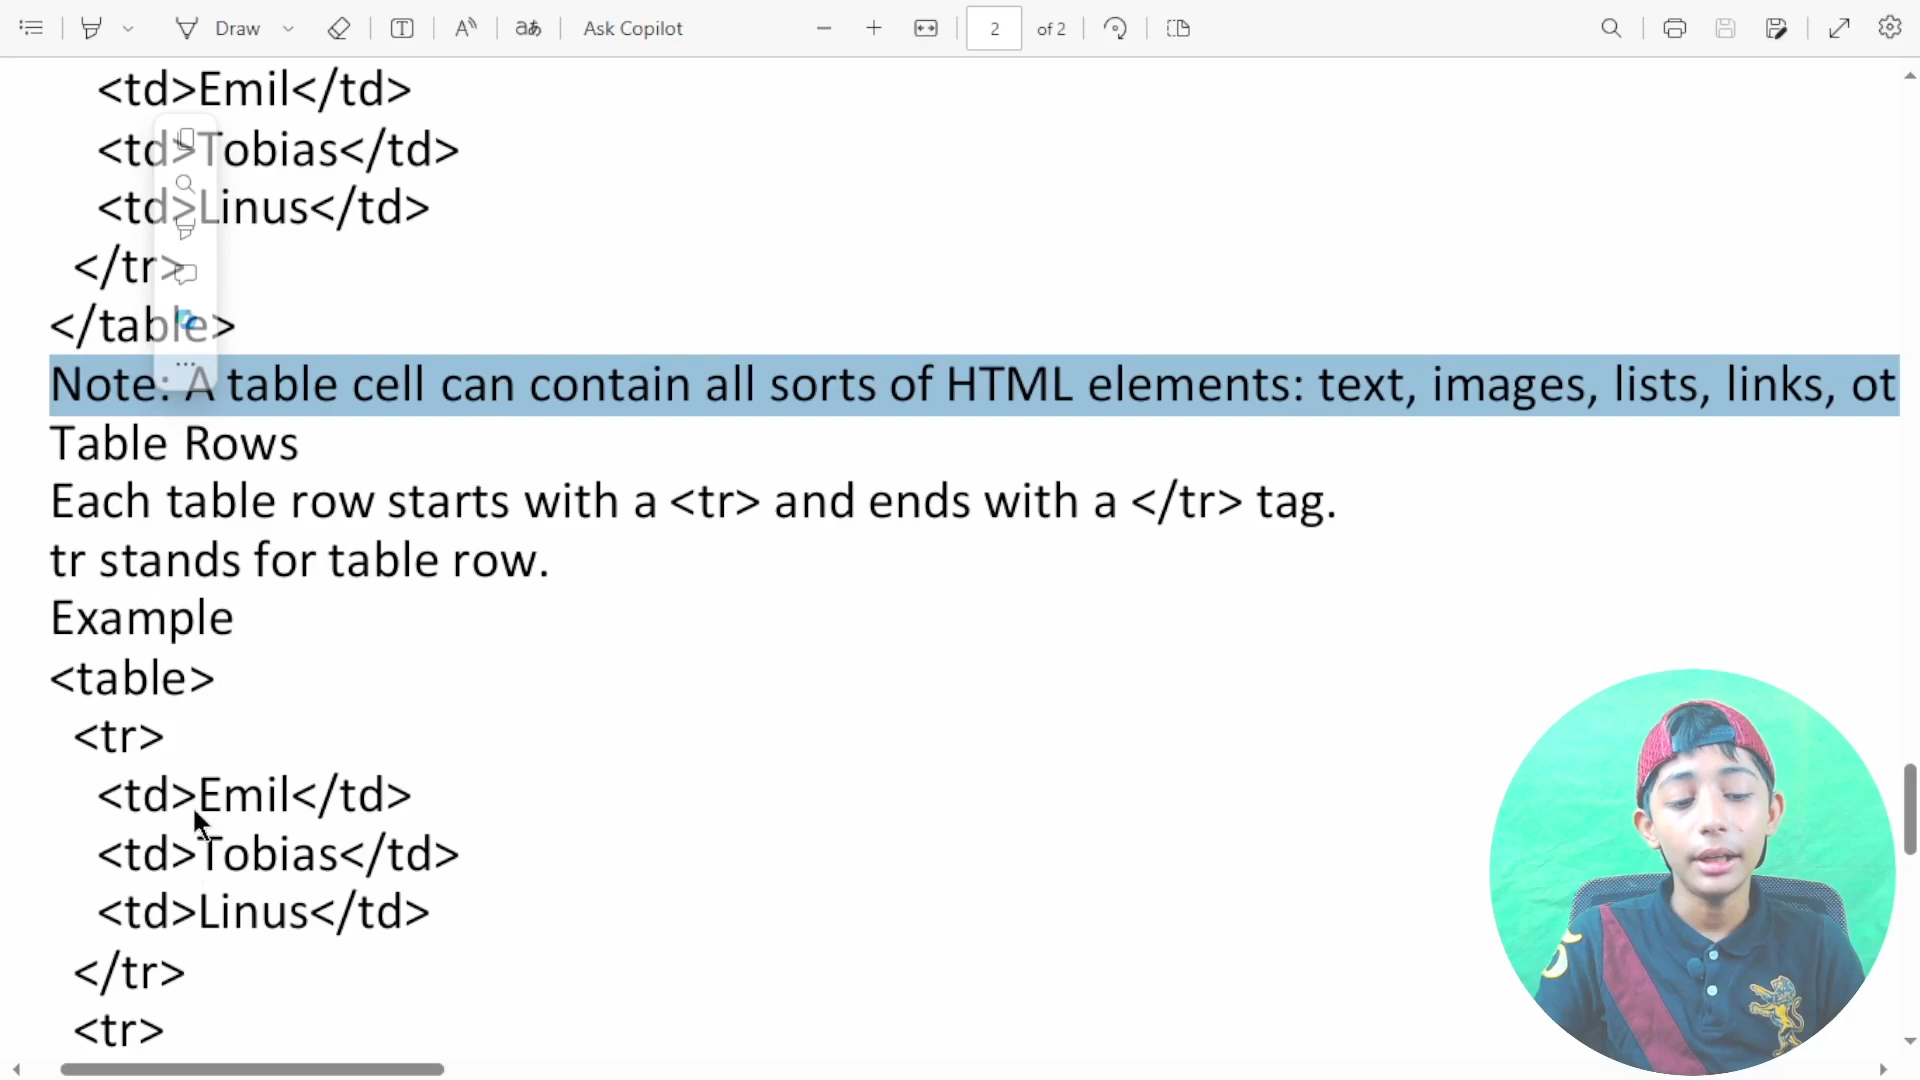 Draw
Ask Copilot
2 of 2
<td>Emil</td>
<td>Tobias</td>
<td>Linus</td>
</tr>
</table>
Note: A table cell can contain all sorts of HTML elements: text, images, lists, links, ot
Table Rows
Each table row starts with a <tr> and ends with a </tr> tag.
tr stands for table row.
Example
<table>
<tr>
<td>Emil</td>
<td>Tobias</td>
<td>Linus</td>
</tr>
<tr>